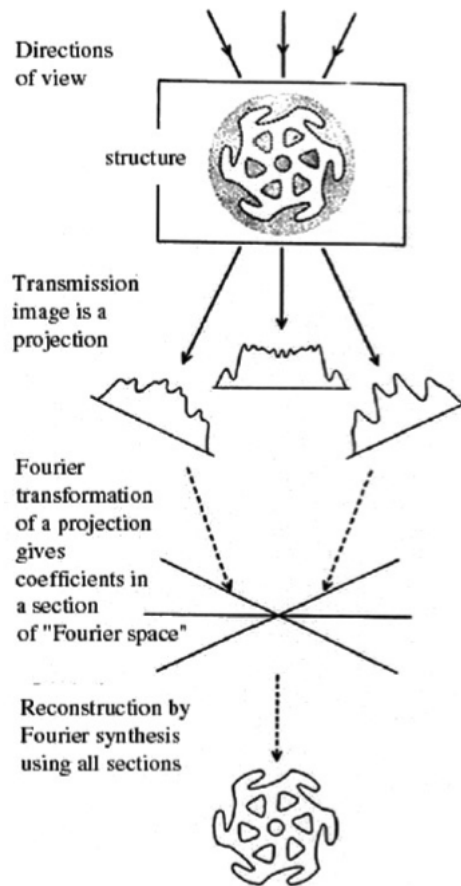 Directions
of view
structure
Transmission
image is a
projection
Fourier
transformation
of a projection
gives
coefficients in
a section
of "Fourier space"
Reconstruction by
Fourier synthesis
using all sections